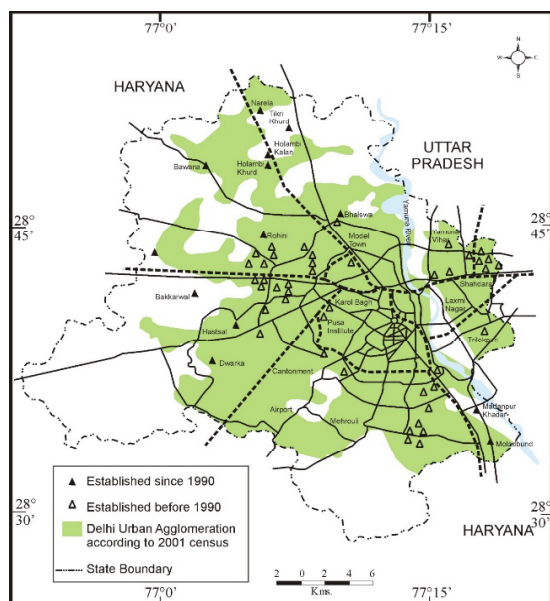 77°0'
77°15'
N
W
E
S
HARYANA
Narela
Tikri
Khurd
UTTAR
PRADESH
Holambi
Kalan
Bawana
Holambi
Khurd
Yamuna River
28°
45'
28°
45'
Bhalswa
Rohini
Model
Town
Yamuna
Vihar
Shahdara
Bakkarwal
Karol Bagh
Laxmi
Nagar
Hastsal
Pusa
Institute
Trilokpuri
Dwarka
Cantonment
Airport
Mehrouli
Madanpur
Khadar
Molarbund
Established since 1990
Established before 1990
Delhi Urban Agglomeration
according to 2001 census
State Boundary
28°
30'
28°
30'
HARYANA
2 0 2 4 6
Kms.
77°0'
77°15'